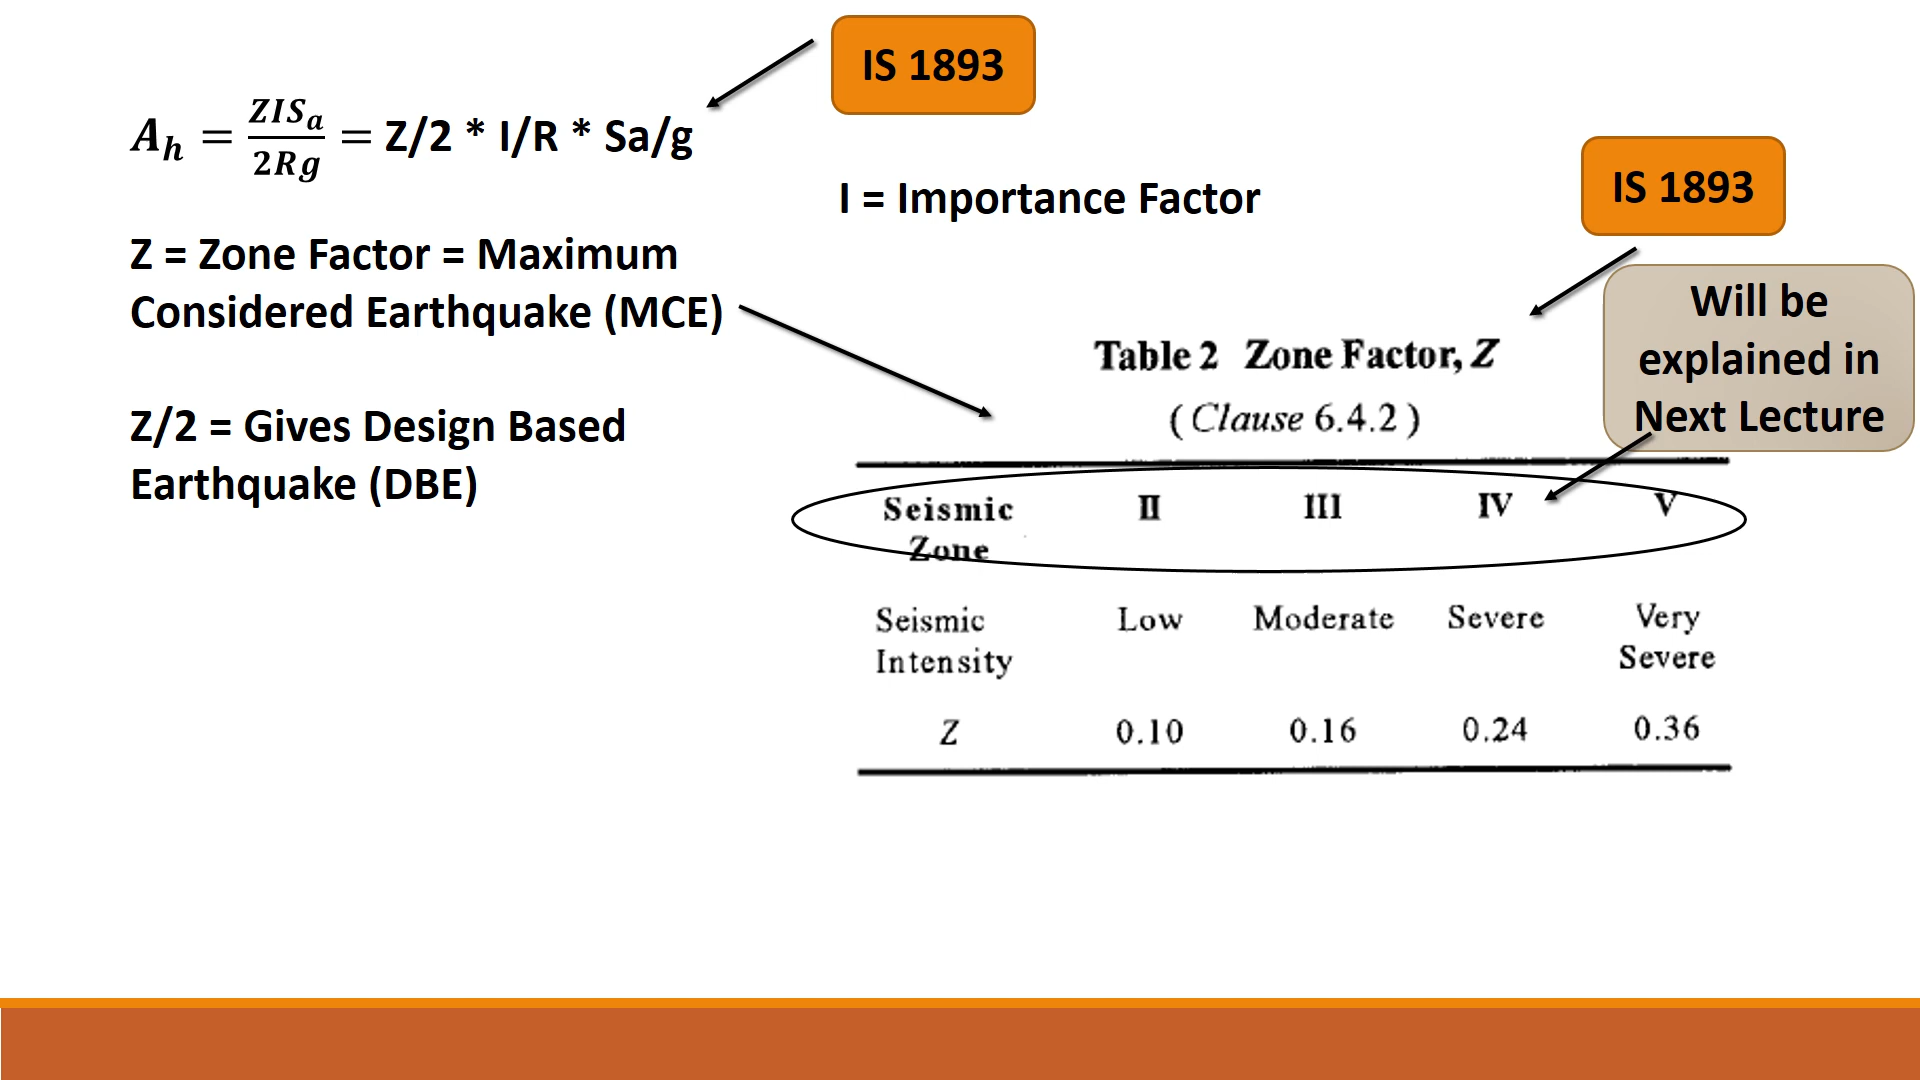 IS 1893
A_h = ZIS_a / 2Rg = Z/2 * I/R * Sa/g
I = Importance Factor
IS 1893
Z = Zone Factor = Maximum
Considered Earthquake (MCE)
Will be
explained in
Next Lecture
Table 2 Zone Factor, Z
( Clause 6.4.2 )
Z/2 = Gives Design Based
Earthquake (DBE)
Seismic Zone II III IV V
Seismic Intensity Low Moderate Severe Very Severe
Z 0.10 0.16 0.24 0.36